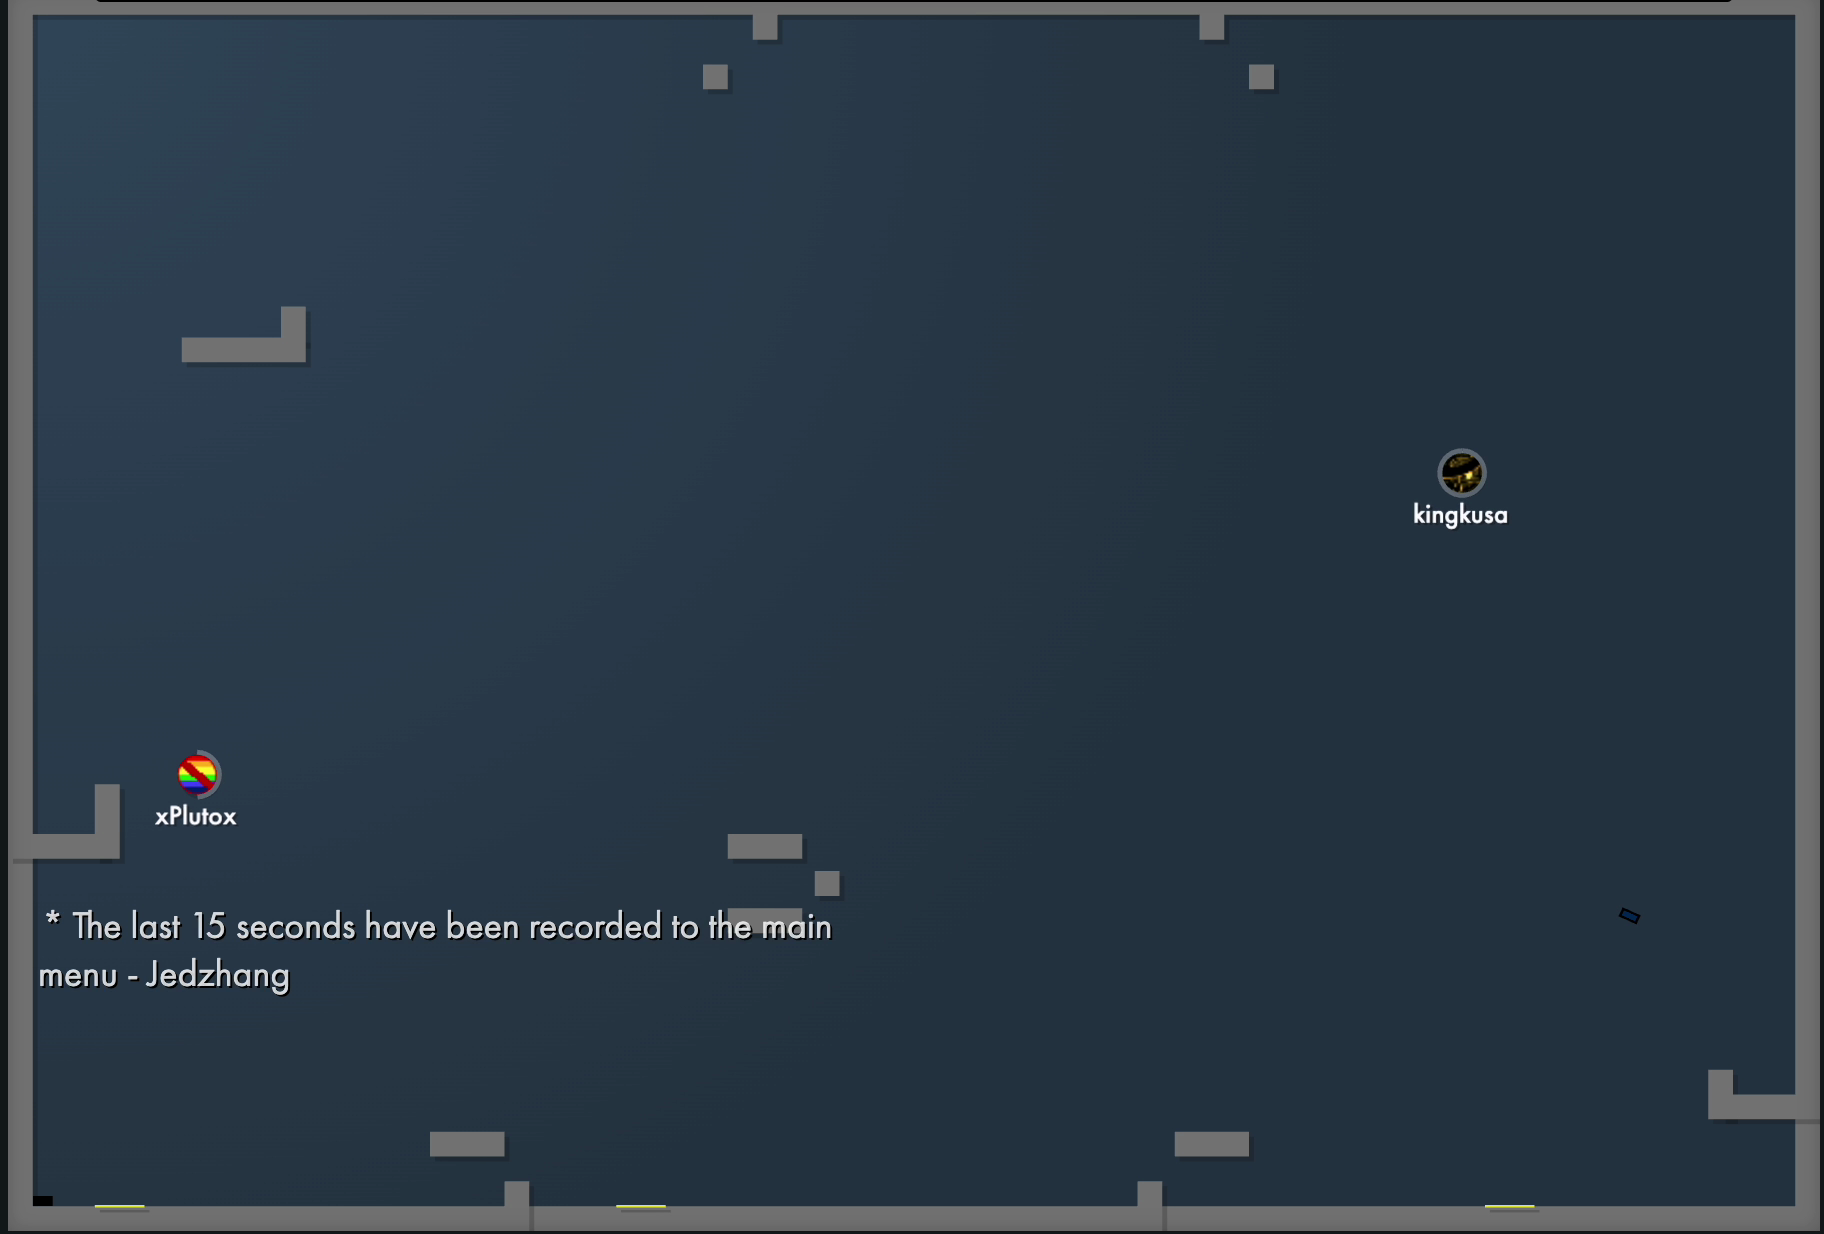 kingkusa
xPlutox
* The last 15 seconds have been recorded to the main
menu - Jedzhang